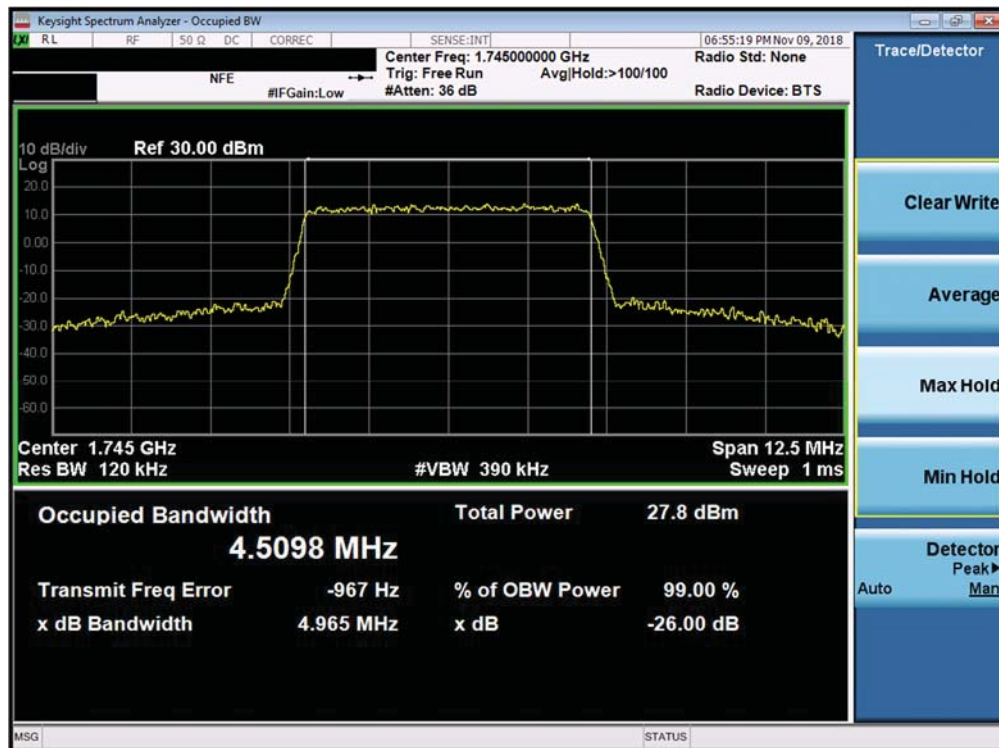 Keysight Spectrum Analyzer - Occupied BW
LXI RL RF 50 Ω DC CORREC SENSE:INT 06:55:19 PM Nov 09, 2018
Center Freq: 1.745000000 GHz Radio Std: None
NFE Trig: Free Run Avg|Hold:>100/100
#IFGain:Low #Atten: 36 dB Radio Device: BTS
10 dB/div Ref 30.00 dBm
Log
20.0
10.0
0.00
-10.0
-20.0
-30.0
-40.0
-50.0
-60.0
Center 1.745 GHz Span 12.5 MHz
Res BW 120 kHz #VBW 390 kHz Sweep 1 ms
Occupied Bandwidth Total Power 27.8 dBm
4.5098 MHz
Transmit Freq Error -967 Hz % of OBW Power 99.00 %
x dB Bandwidth 4.965 MHz x dB -26.00 dB
MSG STATUS
Trace/Detector
Clear Write
Average
Max Hold
Min Hold
Detector
Peak▶
Auto Man